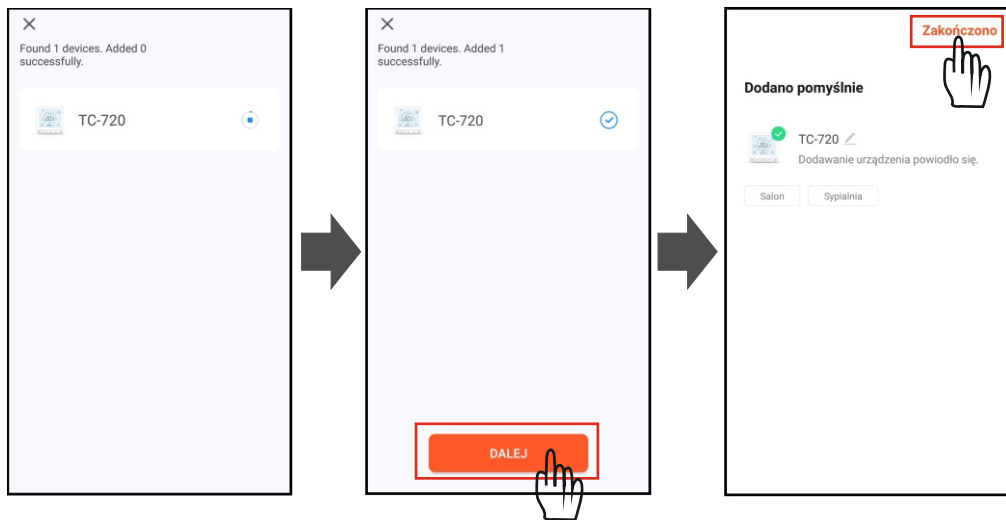 Found 1 devices. Added 0
successfully.
TC-720
Found 1 devices. Added 1
successfully.
TC-720
DALEJ
Zakończono
Dodano pomyślnie
TC-720
Dodawanie urządzenia powiodło się.
Salon
Sypialnia